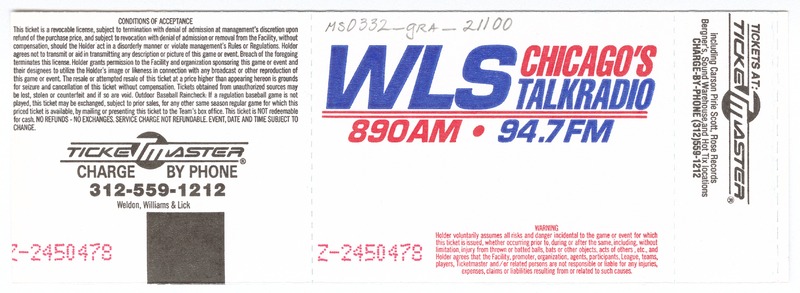 CONDITIONS OF ACCEPTANCE
This ticket is a revocable license, subject to termination with denial of admission at management's discretion upon
refund of the purchase price, and subject to revocation with denial of admission or removal from the Facility, without
compensation, should the Holder act in a disorderly manner or violate management's Rules or Regulations. Holder
agrees not to transmit or aid in transmitting any description or picture of this game or event. Breach of the foregoing
terminates this license. Holder grants permission to the Facility and organization sponsoring this game or event and
their designees to utilize the Holder's image or likeness in connection with any broadcast or other reproduction of
this game or event. The resale or attempted resale of this ticket at a price higher than appearing hereon is grounds
for seizure and cancellation of this ticket without compensation. Tickets obtained from unauthorized sources may
be lost, stolen or counterfeit and if so are void. Outdoor Baseball Raincheck: If a regulation baseball game is not
played, this ticket may be exchanged, subject to prior sales, for any other same season regular game for which this
priced ticket is available, by mailing or presenting this ticket to the Team's box office. This ticket is NOT redeemable
for cash. NO REFUNDS - NO EXCHANGES. SERVICE CHARGE NOT REFUNDABLE. EVENT, DATE AND TIME SUBJECT TO
CHANGE.
TICKETMASTER®
CHARGE BY PHONE
312-559-1212
Weldon, Williams & Lick
Z-2450478
MS0332-GRA-21100
WLS CHICAGO'S
TALKRADIO
890AM • 94.7FM
Z-2450478
WARNING
Holder voluntarily assumes all risks and danger incidental to the game or event for which
this ticket is issued, whether occurring prior to, during or after the same, including, without
limitation, injury from thrown or batted balls, bats or other objects, acts of others, etc., and
Holder agrees that the Facility, promoter, organization, agents, participants, League, teams,
players, Ticketmaster and/or related persons are not responsible or liable for any injuries,
expenses, claims or liabilities resulting from or related to such causes.
TICKETS AT:
TICKETMASTER®
including Carson Pirie Scott, Rose Records
Bergner's, Sound Warehouse, and Hot Tix locations
CHARGE-BY-PHONE (312)559-1212